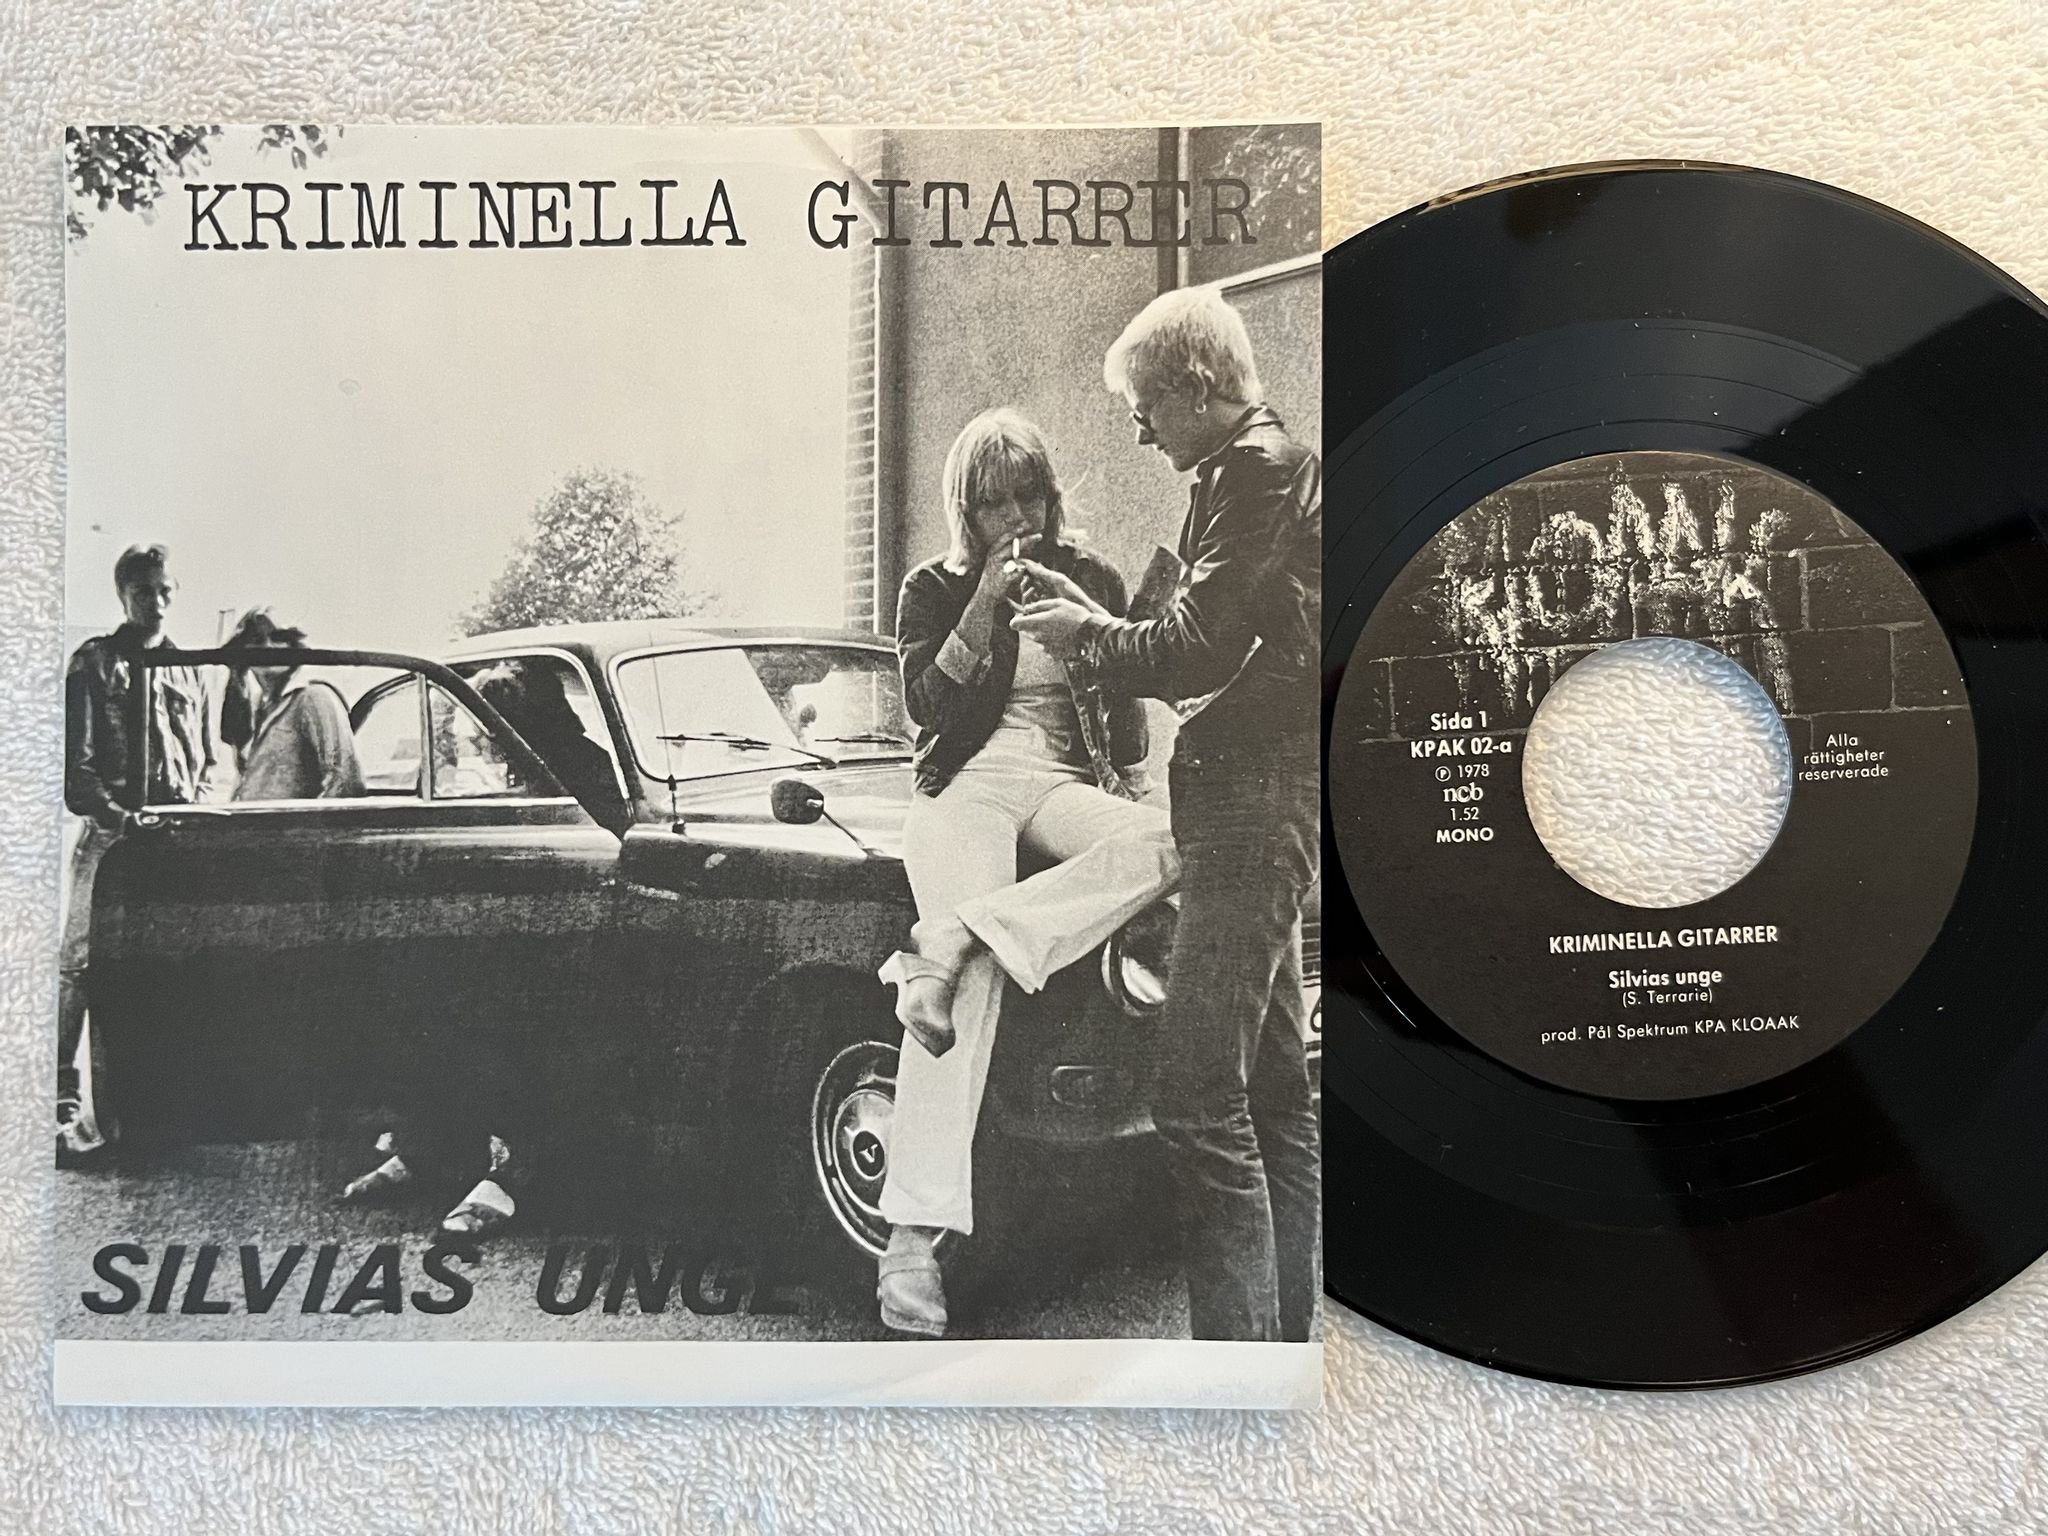 KRIMINELLA GITARRER
SILVIAS UNGE
Sida 1
KPAK 02-a
℗ 1978
ncb
1.52
MONO
Alla
rättigheter
reserverade
KRIMINELLA GITARRER
Silvias unge
(S. Terrarie)
prod. Pål Spektrum KPA KLOAAK